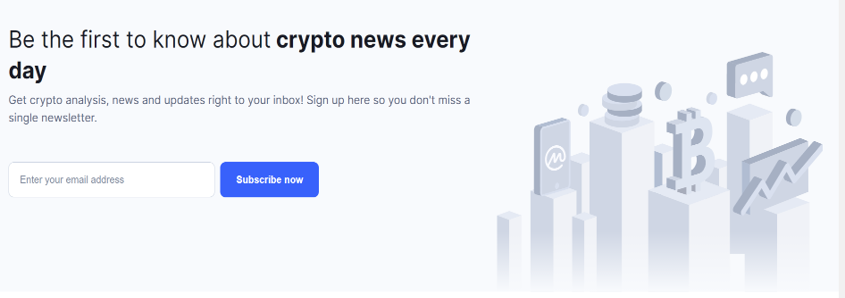 Be the first to know about crypto news every
day
Get crypto analysis, news and updates right to your inbox! Sign up here so you don't miss a
single newsletter.
Enter your email address
Subscribe now